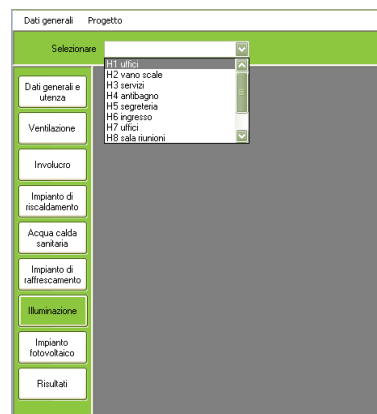 Dati generali Progetto
Selezionare
H1 uffici
H2 vano scale
H3 servizi
H4 antibagno
H5 segreteria
H6 ingresso
H7 uffici
H8 sala riunioni
Dati generali e
utenza
Ventilazione
Involucro
Impianto di
riscaldamento
Acqua calda
sanitaria
Impianto di
raffrescamento
Illuminazione
Impianto
fotovoltaico
Risultati